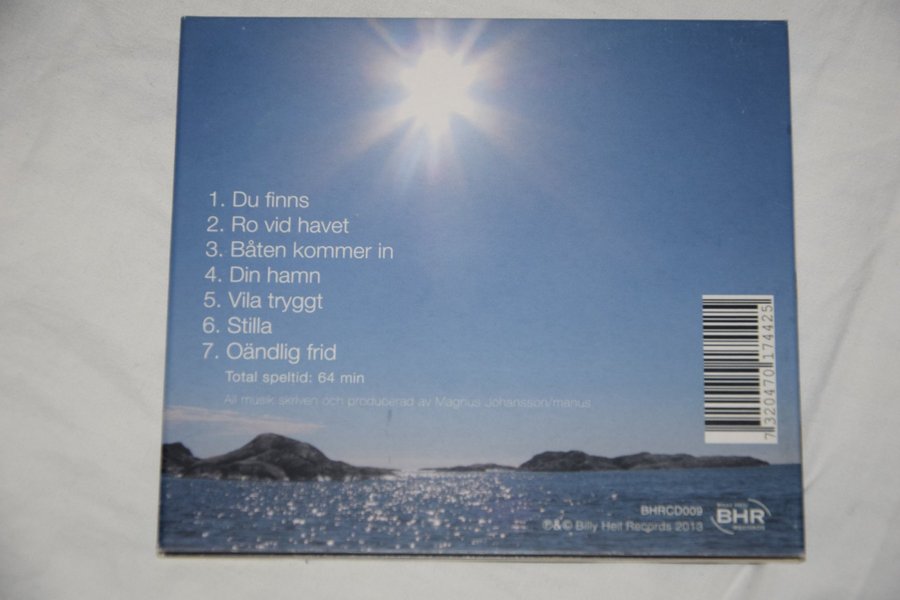 1. Du finns
2. Ro vid havet
3. Båten kommer in
4. Din hamn
5. Vila tryggt
6. Stilla
7. Oändlig frid
Total speltid: 64 min
All musik skriven och producerad av Magnus Johansson/manus.
7 320470 174425
BHRCD009
℗&© Billy Heil Records 2013
BHR
RECORDS